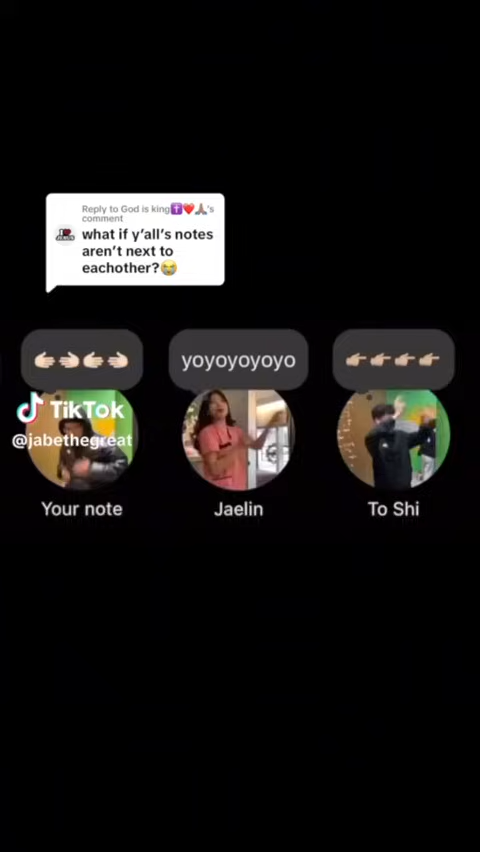 Reply to God is king✝️❤️🙏🏽's
comment
what if y'all's notes
aren't next to
eachother?😭
🫱🏻🫲🏻🫱🏻🫲🏻 yoyoyoyoyo 👉🏼👉🏼👉🏼👉🏼
TikTok
@jabethegreat
Your note Jaelin To Shi